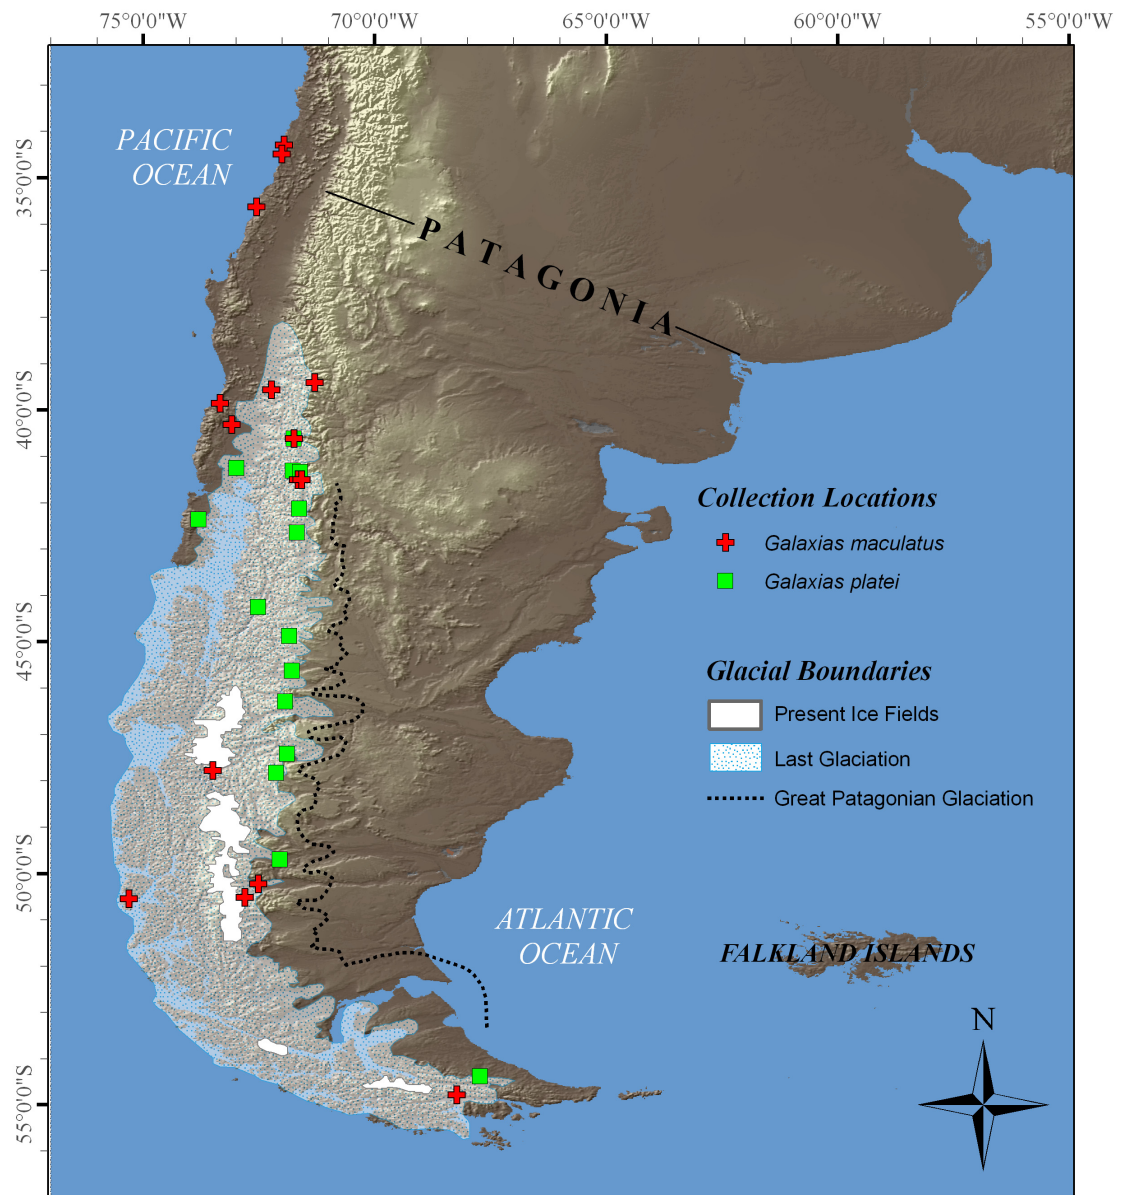 75°0'0"W 70°0'0"W 65°0'0"W 60°0'0"W 55°0'0"W
35°0'0"S
40°0'0"S
45°0'0"S
50°0'0"S
55°0'0"S
PACIFIC
OCEAN
PATAGONIA
Collection Locations
Galaxias maculatus
Galaxias platei
Glacial Boundaries
Present Ice Fields
Last Glaciation
Great Patagonian Glaciation
ATLANTIC
OCEAN
FALKLAND ISLANDS
N